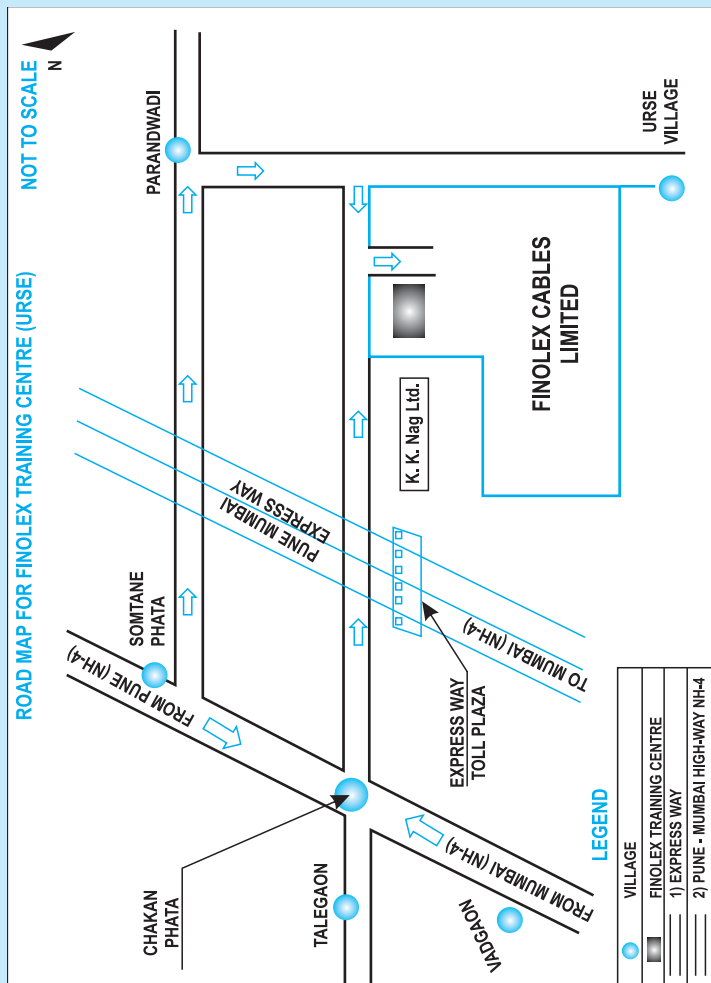 ROAD MAP FOR FINOLEX TRAINING CENTRE (URSE)
NOT TO SCALE
N
PARANDWADI
SOMTANE
PHATA
FROM PUNE (NH-4)
PUNE MUMBAI
EXPRESS WAY
CHAKAN
PHATA
TALEGAON
VADGAON
FROM MUMBAI (NH-4)
EXPRESS WAY
TOLL PLAZA
TO MUMBAI (NH-4)
K. K. Nag Ltd.
FINOLEX CABLES
LIMITED
URSE
VILLAGE
LEGEND
VILLAGE
FINOLEX TRAINING CENTRE
1) EXPRESS WAY
2) PUNE - MUMBAI HIGH-WAY NH-4